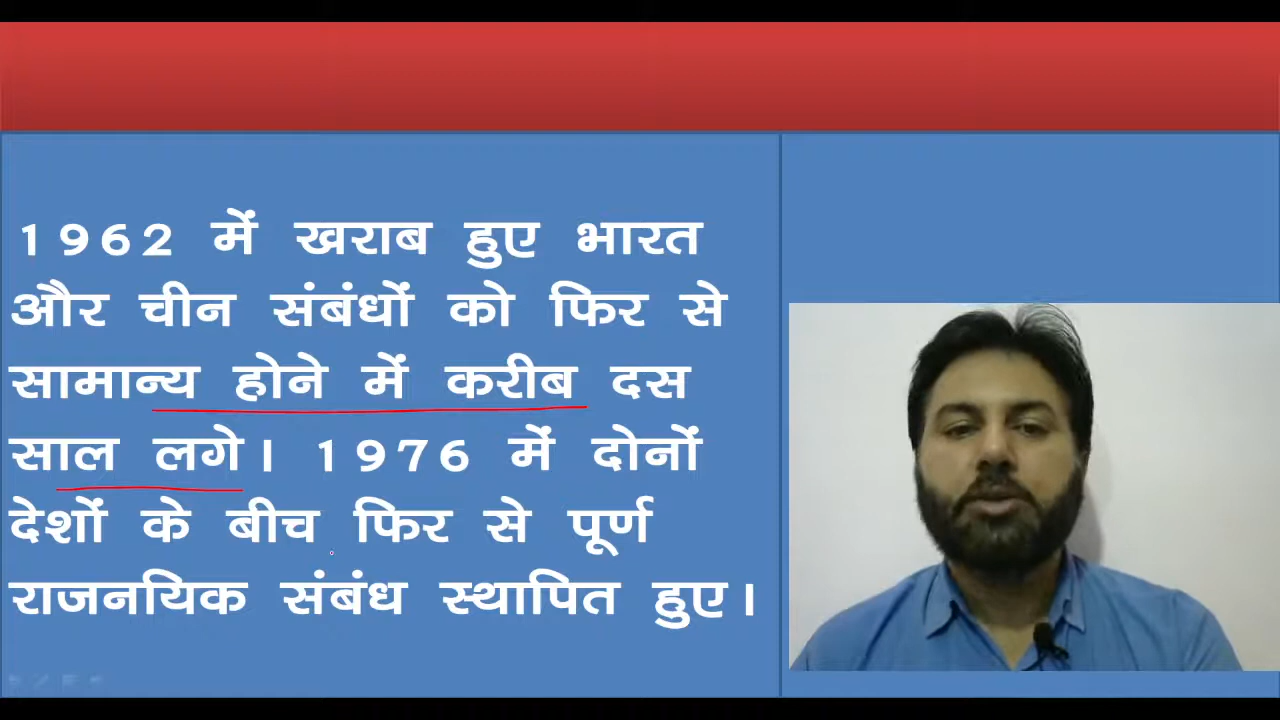 1962 में खराब हुए भारत
और चीन संबंधों को फिर से
सामान्य होने में करीब दस
साल लगे। 1976 में दोनों
देशों के बीच फिर से पूर्ण
राजनयिक संबंध स्थापित हुए।